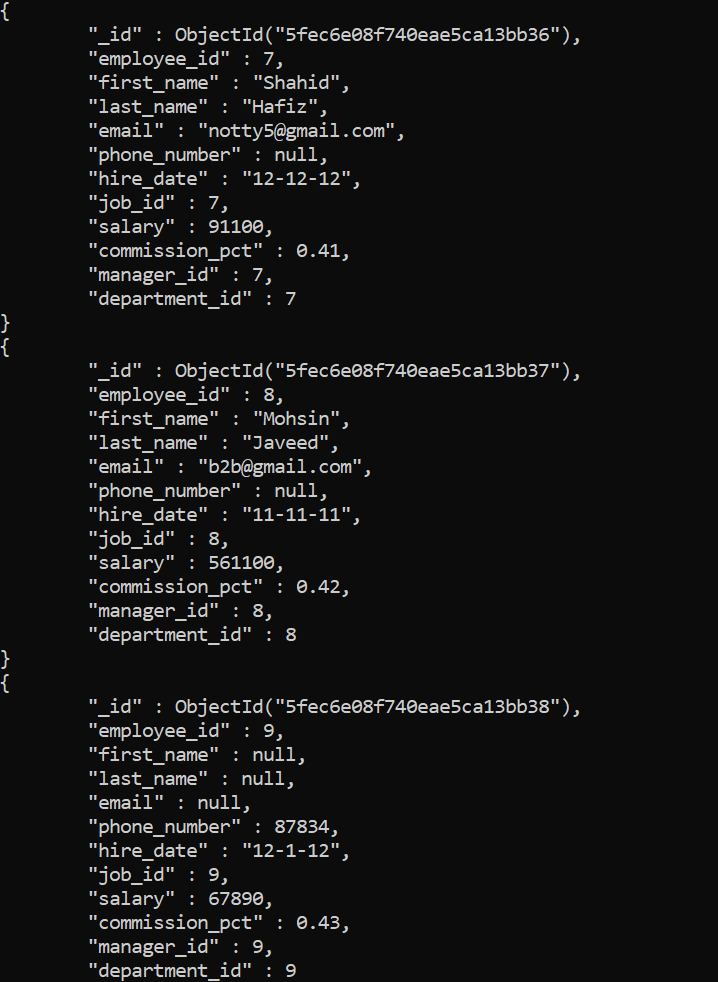 {
        "_id" : ObjectId("5fec6e08f740eae5ca13bb36"),
        "employee_id" : 7,
        "first_name" : "Shahid",
        "last_name" : "Hafiz",
        "email" : "notty5@gmail.com",
        "phone_number" : null,
        "hire_date" : "12-12-12",
        "job_id" : 7,
        "salary" : 91100,
        "commission_pct" : 0.41,
        "manager_id" : 7,
        "department_id" : 7
}
{
        "_id" : ObjectId("5fec6e08f740eae5ca13bb37"),
        "employee_id" : 8,
        "first_name" : "Mohsin",
        "last_name" : "Javeed",
        "email" : "b2b@gmail.com",
        "phone_number" : null,
        "hire_date" : "11-11-11",
        "job_id" : 8,
        "salary" : 561100,
        "commission_pct" : 0.42,
        "manager_id" : 8,
        "department_id" : 8
}
{
        "_id" : ObjectId("5fec6e08f740eae5ca13bb38"),
        "employee_id" : 9,
        "first_name" : null,
        "last_name" : null,
        "email" : null,
        "phone_number" : 87834,
        "hire_date" : "12-1-12",
        "job_id" : 9,
        "salary" : 67890,
        "commission_pct" : 0.43,
        "manager_id" : 9,
        "department_id" : 9